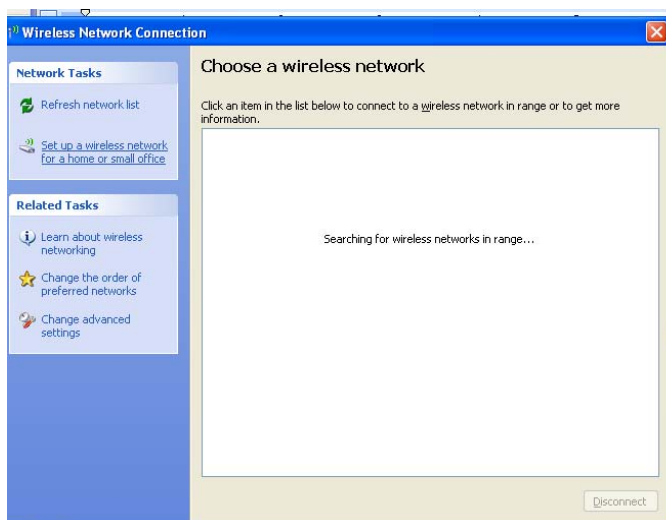 Wireless Network Connection
Network Tasks
Refresh network list
Set up a wireless network
for a home or small office
Related Tasks
Learn about wireless
networking
Change the order of
preferred networks
Change advanced
settings
Choose a wireless network
Click an item in the list below to connect to a wireless network in range or to get more
information.
Searching for wireless networks in range...
Disconnect